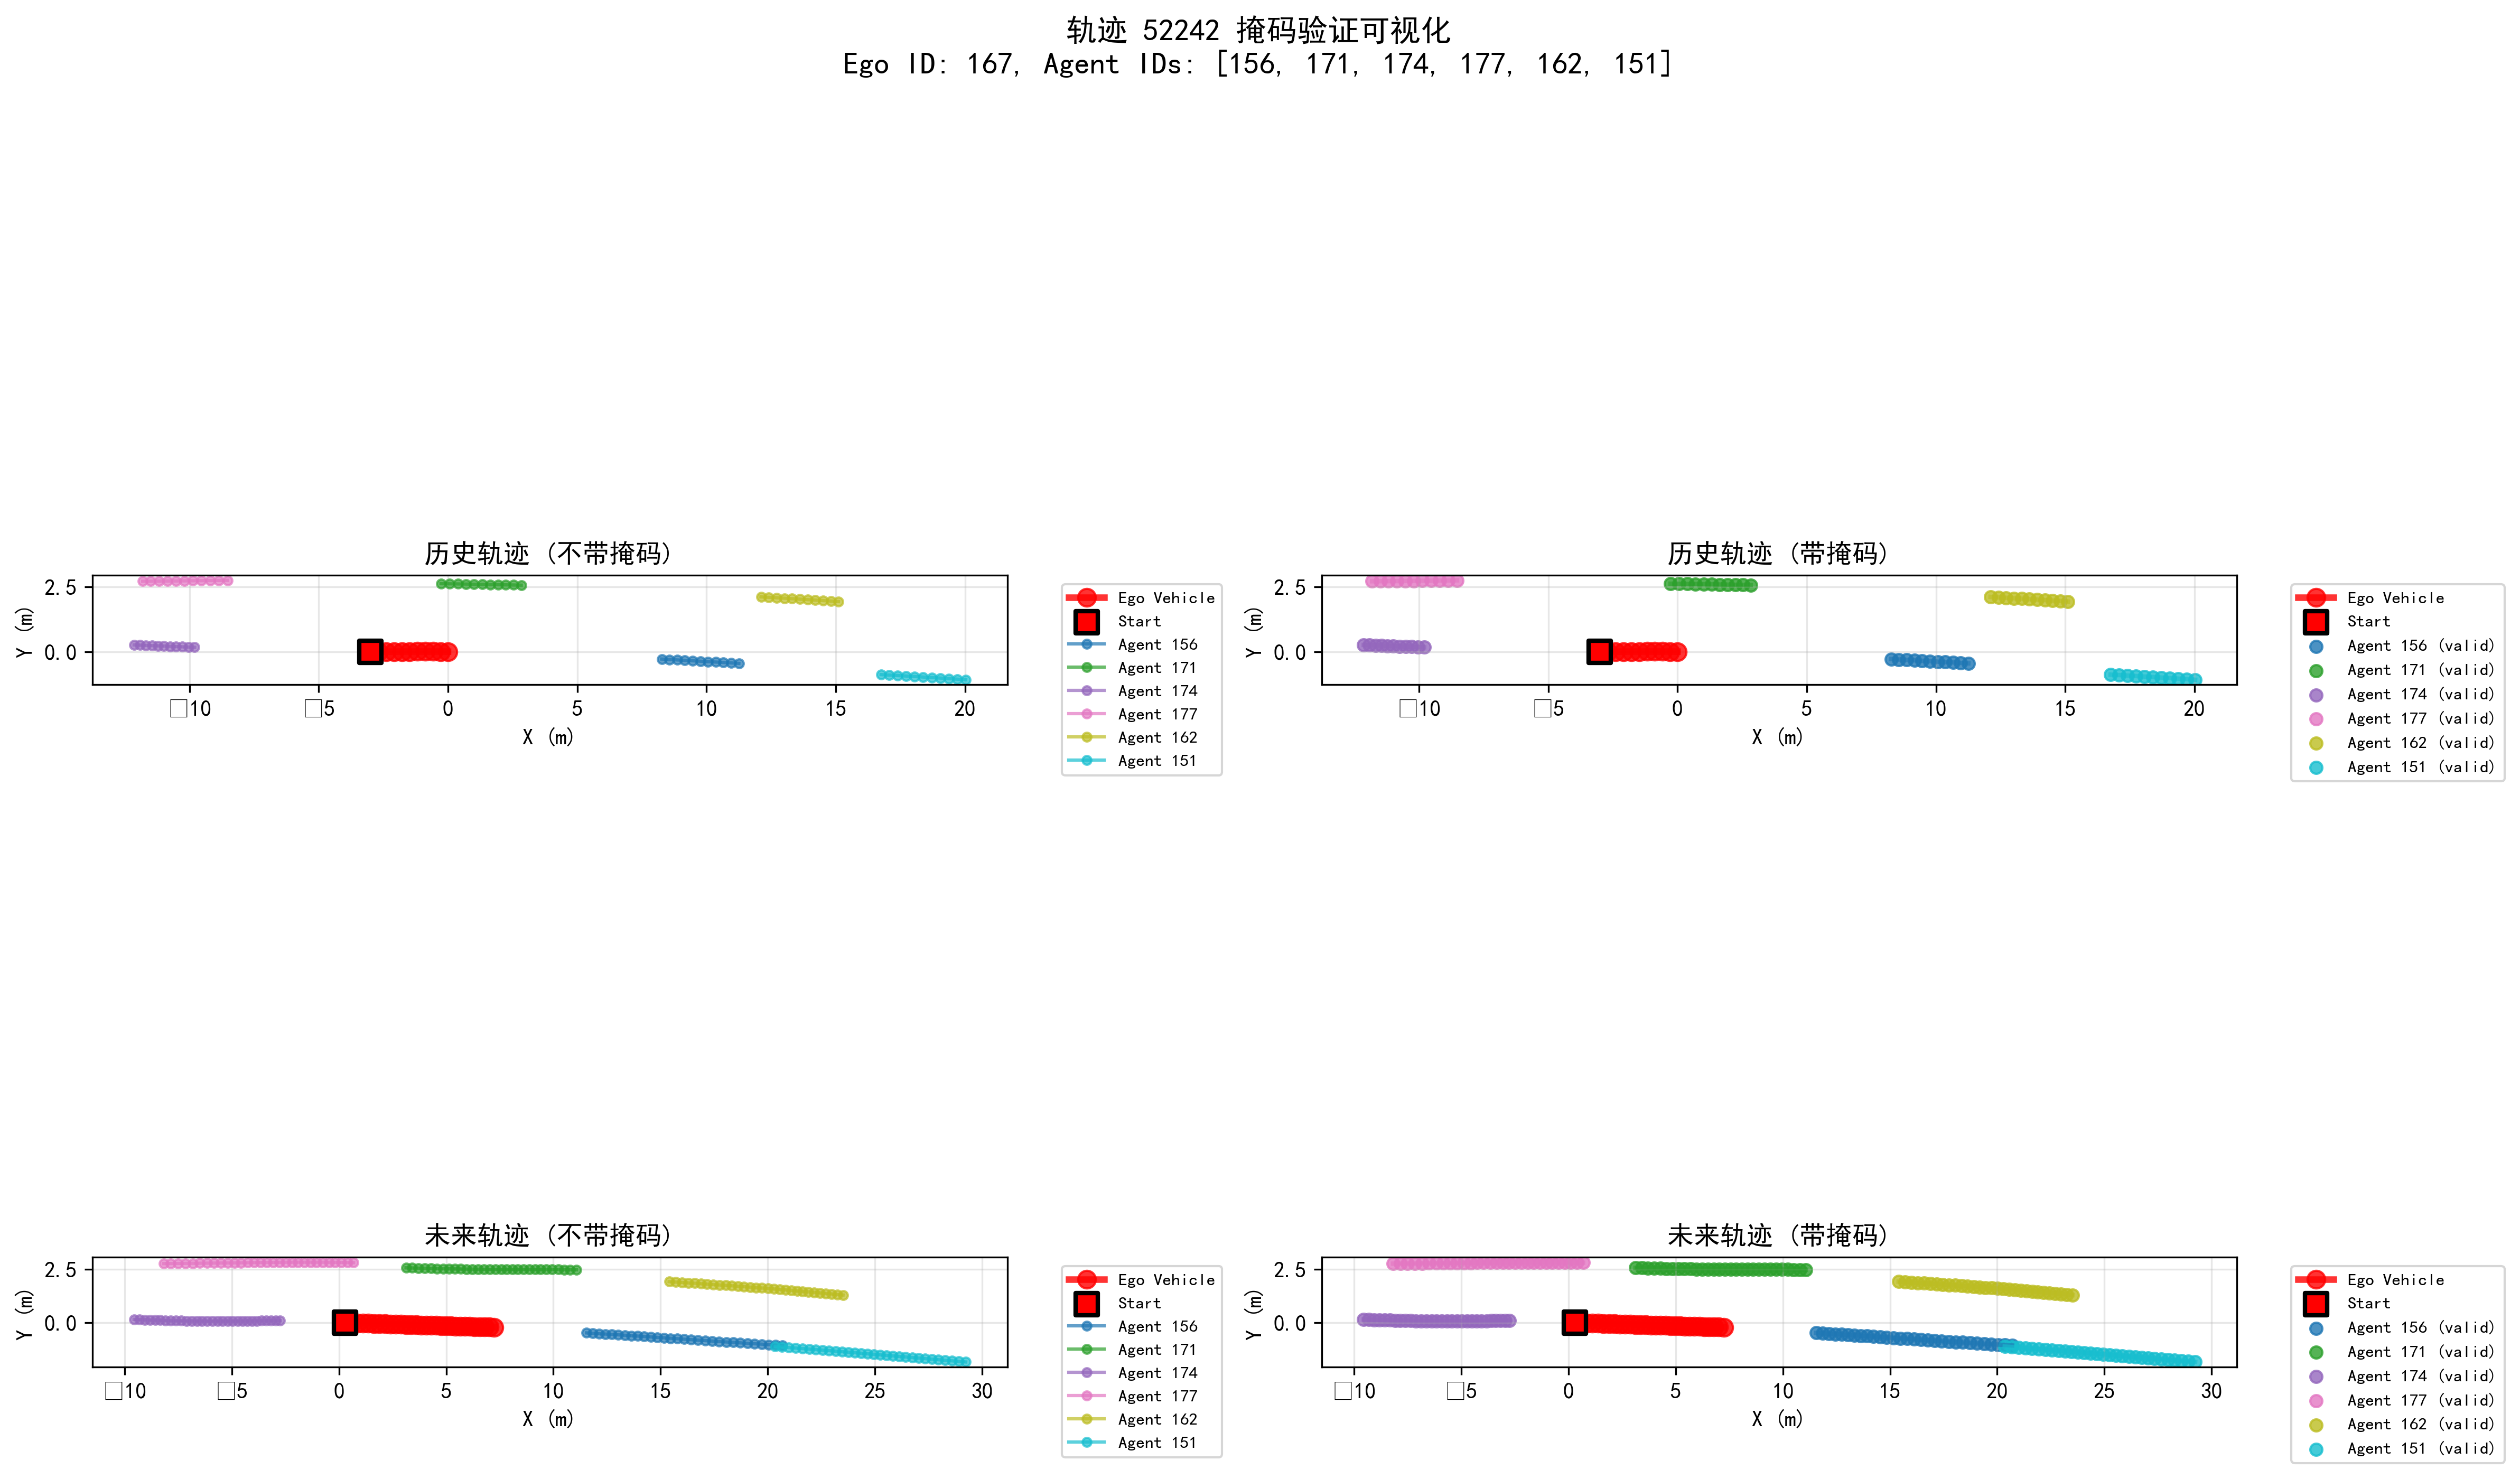 轨迹 52242 掩码验证可视化
Ego ID: 167, Agent IDs: [156, 171, 174, 177, 162, 151]
历史轨迹 (不带掩码)
2.5
0.0
Y (m)
□10 □5 0 5 10 15 20
X (m)
Ego Vehicle
Start
Agent 156
Agent 171
Agent 174
Agent 177
Agent 162
Agent 151
历史轨迹 (带掩码)
2.5
0.0
Y (m)
□10 □5 0 5 10 15 20
X (m)
Ego Vehicle
Start
Agent 156 (valid)
Agent 171 (valid)
Agent 174 (valid)
Agent 177 (valid)
Agent 162 (valid)
Agent 151 (valid)
未来轨迹 (不带掩码)
2.5
0.0
Y (m)
□10 □5 0 5 10 15 20 25 30
X (m)
Ego Vehicle
Start
Agent 156
Agent 171
Agent 174
Agent 177
Agent 162
Agent 151
未来轨迹 (带掩码)
2.5
0.0
Y (m)
□10 □5 0 5 10 15 20 25 30
X (m)
Ego Vehicle
Start
Agent 156 (valid)
Agent 171 (valid)
Agent 174 (valid)
Agent 177 (valid)
Agent 162 (valid)
Agent 151 (valid)